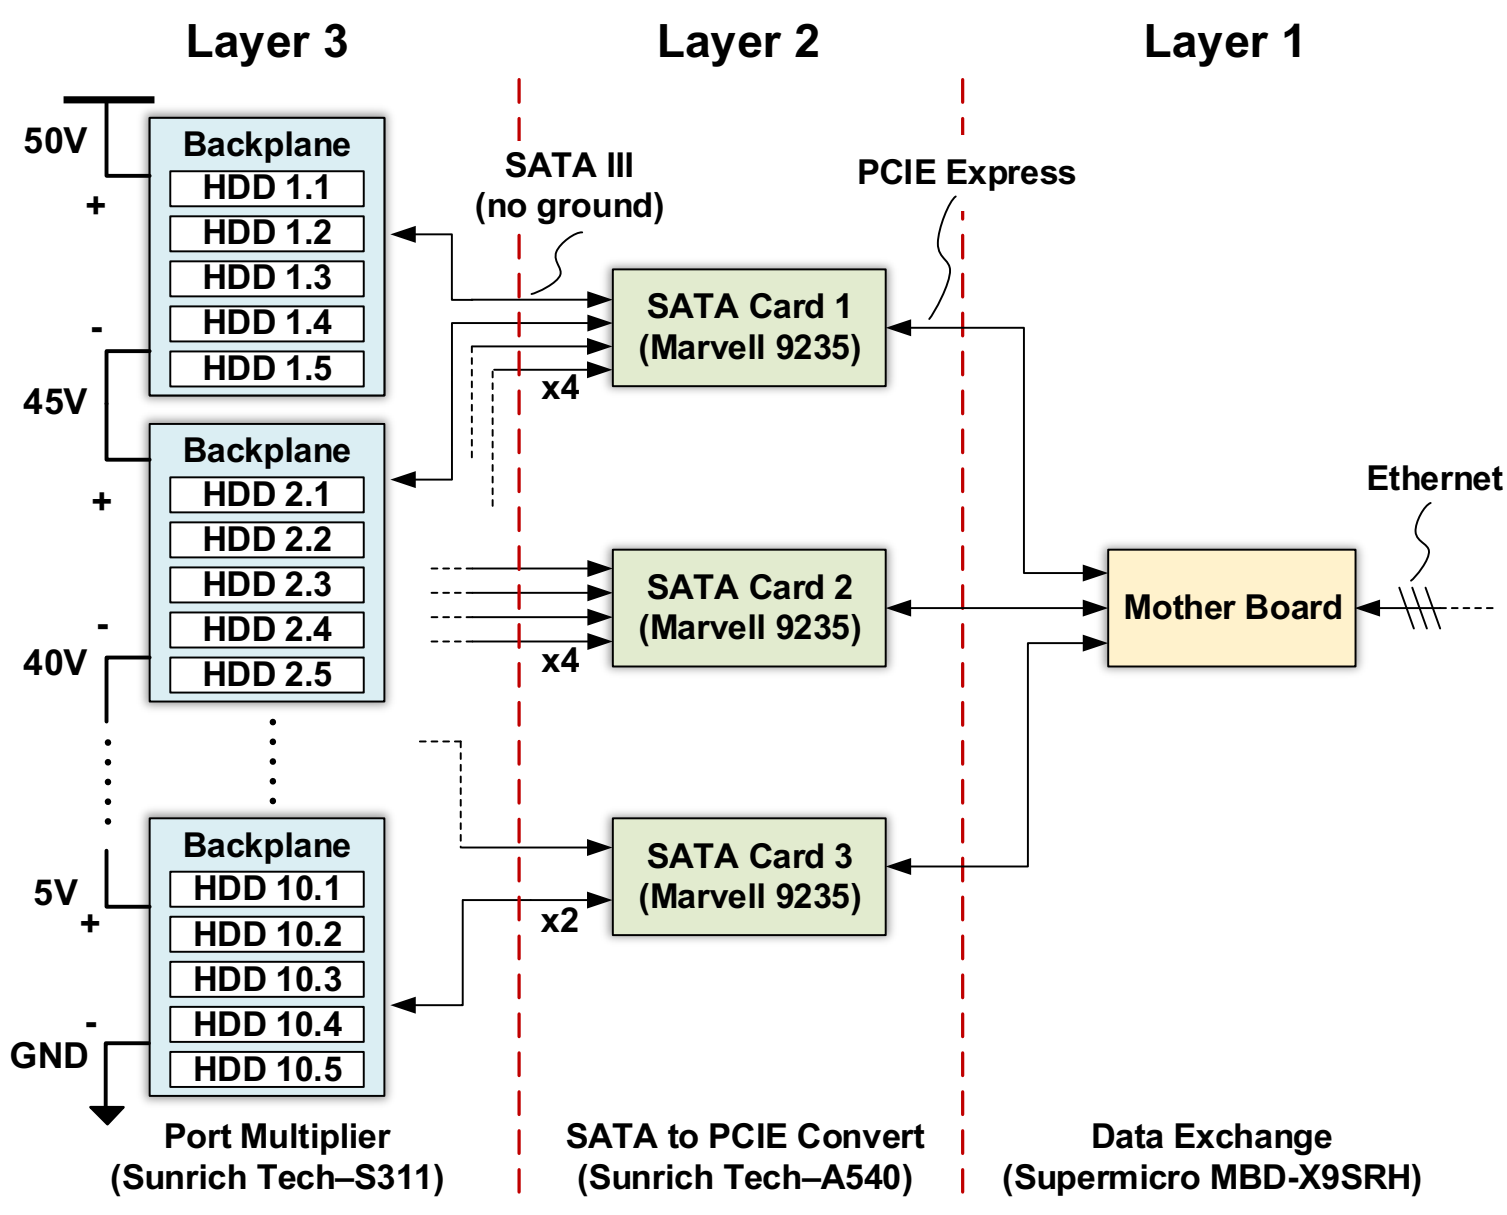 Layer 3
Layer 2
Layer 1
50V
+
-
45V
+
-
40V
5V
+
-
GND
Backplane
HDD 1.1
HDD 1.2
HDD 1.3
HDD 1.4
HDD 1.5
Backplane
HDD 2.1
HDD 2.2
HDD 2.3
HDD 2.4
HDD 2.5
Backplane
HDD 10.1
HDD 10.2
HDD 10.3
HDD 10.4
HDD 10.5
SATA III
(no ground)
PCIE Express
SATA Card 1
(Marvell 9235)
x4
SATA Card 2
(Marvell 9235)
x4
SATA Card 3
(Marvell 9235)
x2
Ethernet
Mother Board
Port Multiplier
(Sunrich Tech–S311)
SATA to PCIE Convert
(Sunrich Tech–A540)
Data Exchange
(Supermicro MBD-X9SRH)